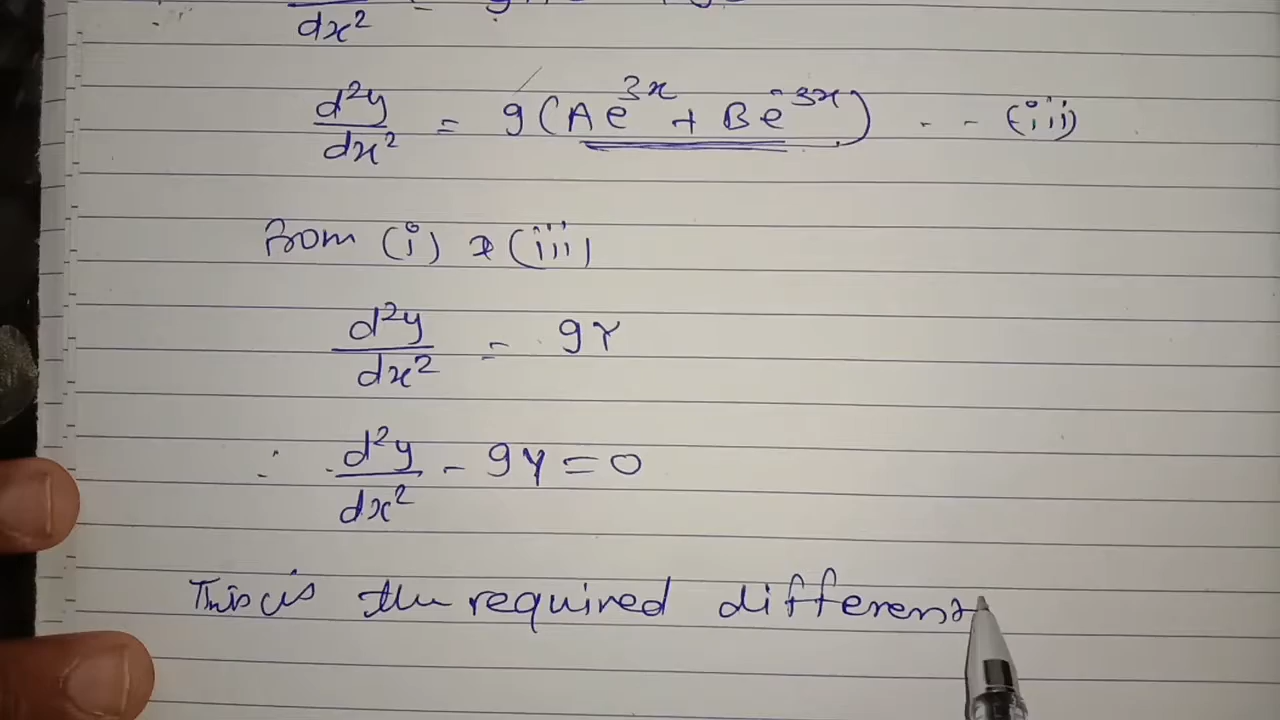 dx²
d²y/dx² = 9(Ae^3x + Be^-3x) - - (iii)
From (i) & (iii)
d²y/dx² = 9Y
∴ d²y/dx² - 9Y = 0
This is the required differen